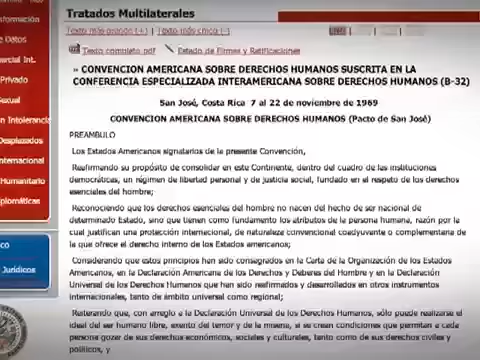 Tratados Multilaterales
Texto más grande (+) | Texto más chico (-)
Texto completo pdf Estado de Firmas y Ratificaciones
» CONVENCION AMERICANA SOBRE DERECHOS HUMANOS SUSCRITA EN LA
CONFERENCIA ESPECIALIZADA INTERAMERICANA SOBRE DERECHOS HUMANOS (B-32)
San José, Costa Rica 7 al 22 de noviembre de 1969
CONVENCION AMERICANA SOBRE DERECHOS HUMANOS (Pacto de San José)
PREAMBULO
Los Estados Americanos signatarios de la presente Convención,
Reafirmando su propósito de consolidar en este Continente, dentro del cuadro de las instituciones
democráticas, un régimen de libertad personal y de justicia social, fundado en el respeto de los derechos
esenciales del hombre;
Reconociendo que los derechos esenciales del hombre no nacen del hecho de ser nacional de
determinado Estado, sino que tienen como fundamento los atributos de la persona humana, razón por la
cual justifican una protección internacional, de naturaleza convencional coadyuvante o complementaria de
la que ofrece el derecho interno de los Estados americanos;
Considerando que estos principios han sido consagrados en la Carta de la Organización de los Estados
Americanos, en la Declaración Americana de los Derechos y Deberes del Hombre y en la Declaración
Universal de los Derechos Humanos que han sido reafirmados y desarrollados en otros instrumentos
internacionales, tanto de ámbito universal como regional;
Reiterando que, con arreglo a la Declaración Universal de los Derechos Humanos, sólo puede realizarse el
ideal del ser humano libre, exento del temor y de la miseria, si se crean condiciones que permitan a cada
persona gozar de sus derechos económicos, sociales y culturales, tanto como de sus derechos civiles y
políticos, y
nformación
e Datos
ercial Int.
Privado
exual
n Intolerancia
Desplazados
nternacional
Humanitario
iplomáticas
co
Jurídicos